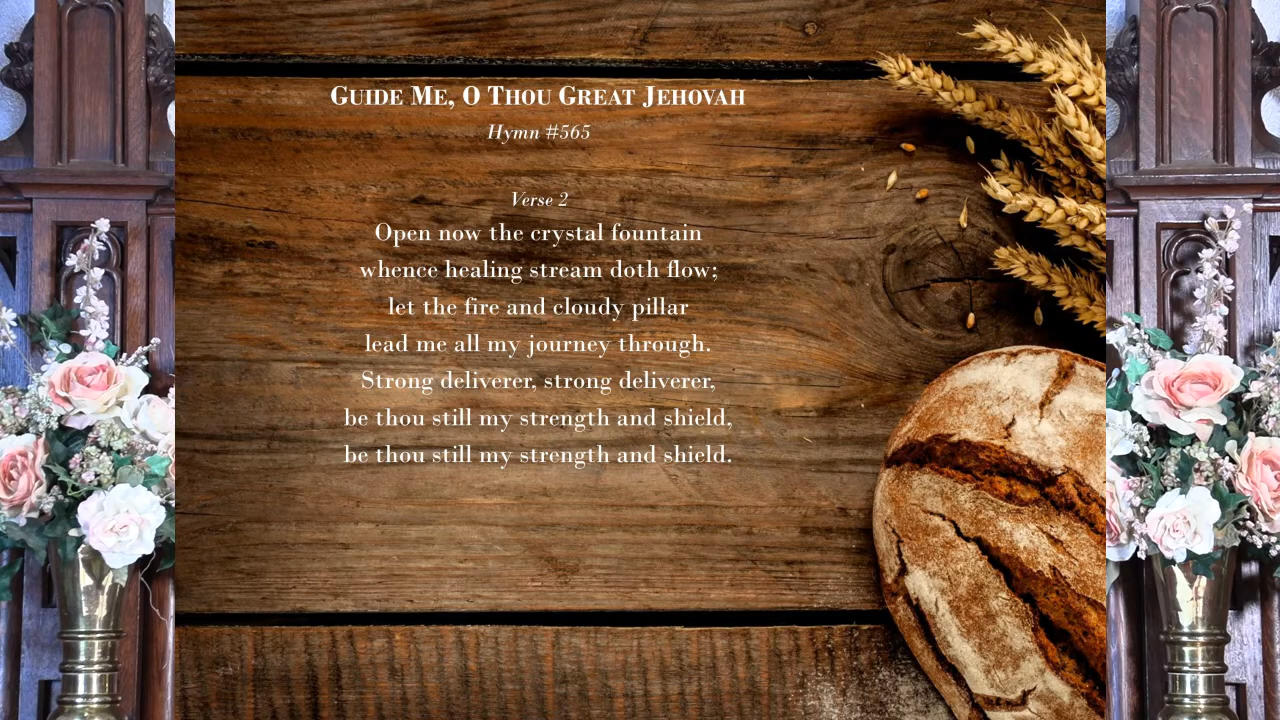 Guide Me, O Thou Great Jehovah
Hymn #565
Verse 2
Open now the crystal fountain
whence healing stream doth flow;
let the fire and cloudy pillar
lead me all my journey through.
Strong deliverer, strong deliverer,
be thou still my strength and shield,
be thou still my strength and shield.